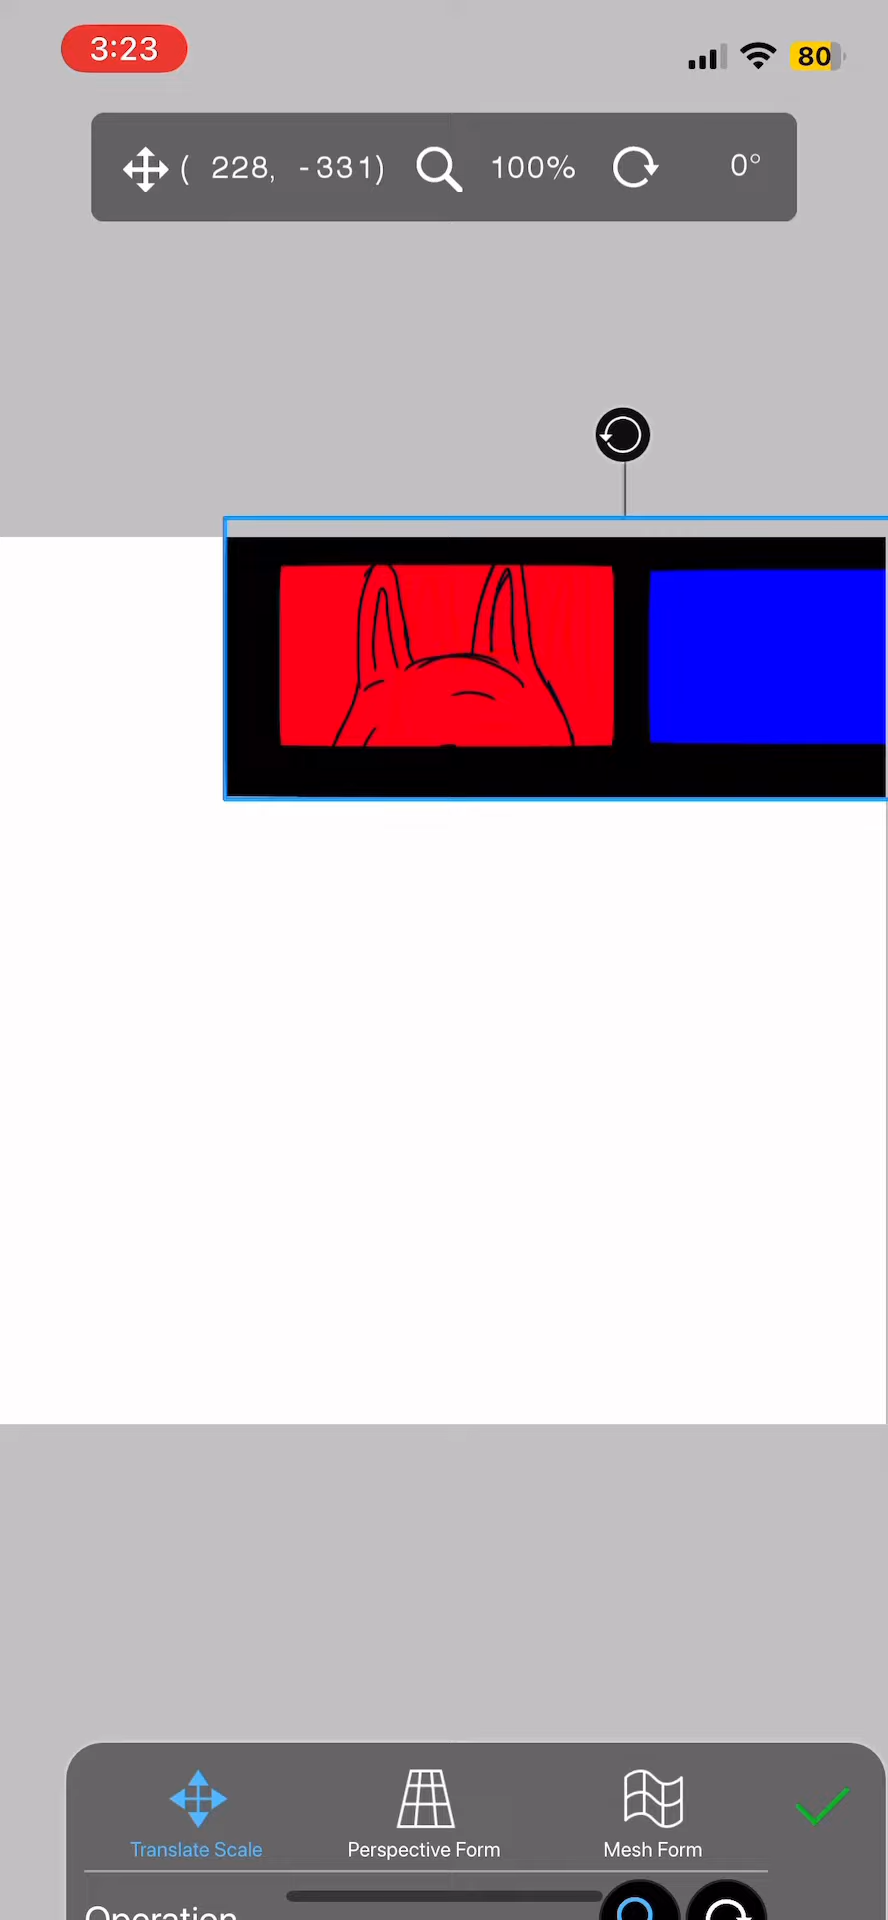 3:23
80
( 228, -331) 100% 0°
Translate Scale Perspective Form Mesh Form
Operation